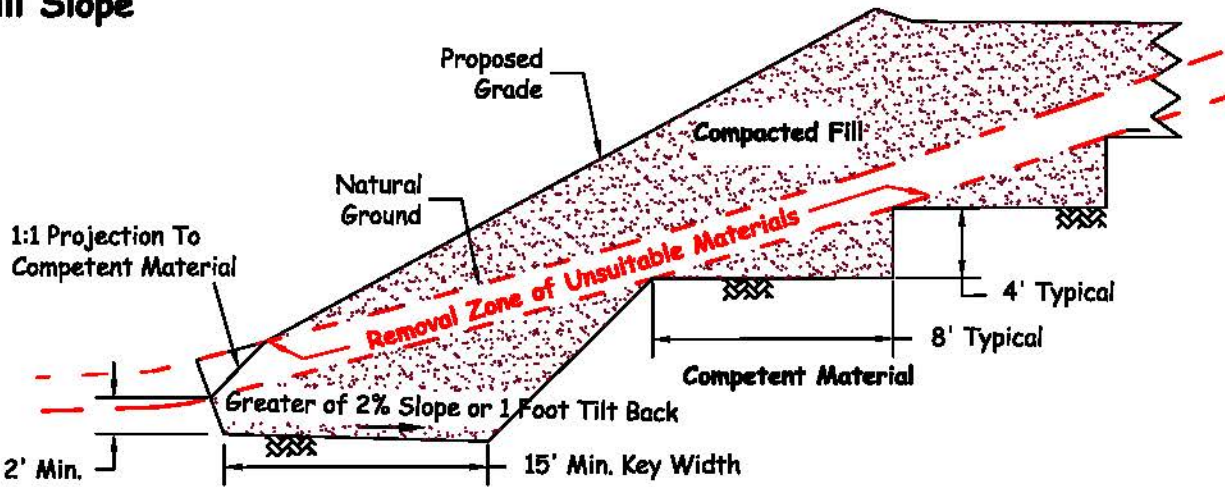 Slope
Proposed
Grade
Compacted Fill
Natural
Ground
1:1 Projection To
Competent Material
Removal Zone of Unsuitable Materials
4' Typical
8' Typical
Competent Material
Greater of 2% Slope or 1 Foot Tilt Back
2' Min.
15' Min. Key Width